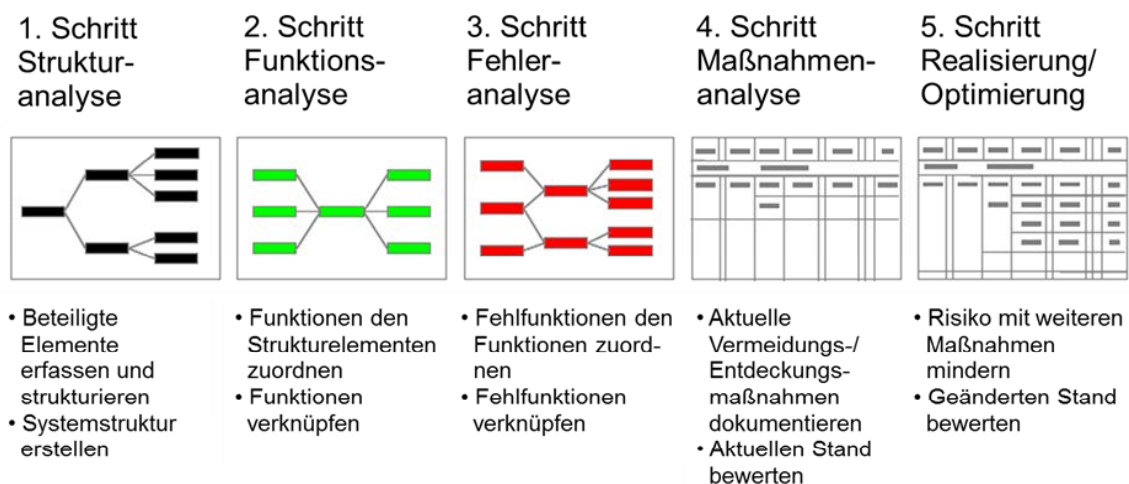 1. Schritt
Struktur-
analyse
2. Schritt
Funktions-
analyse
3. Schritt
Fehler-
analyse
4. Schritt
Maßnahmen-
analyse
5. Schritt
Realisierung/
Optimierung
• Beteiligte
Elemente
erfassen und
strukturieren
• Systemstruktur
erstellen
• Funktionen den
Strukturelementen
zuordnen
• Funktionen
verknüpfen
• Fehlfunktionen den
Funktionen zuord-
nen
• Fehlfunktionen
verknüpfen
• Aktuelle
Vermeidungs-/
Entdeckungs-
maßnahmen
dokumentieren
• Aktuellen Stand
bewerten
• Risiko mit weiteren
Maßnahmen
mindern
• Geänderten Stand
bewerten